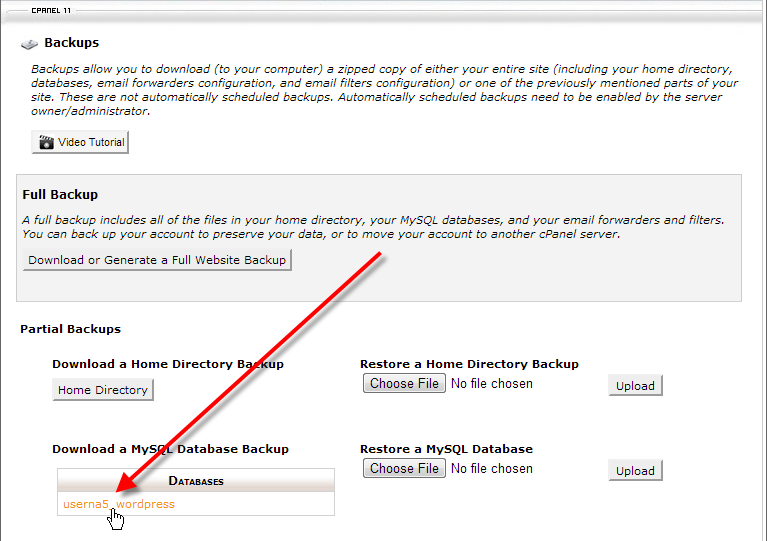 CPANEL 11
Backups
Backups allow you to download (to your computer) a zipped copy of either your entire site (including your home directory,
databases, email forwarders configuration, and email filters configuration) or one of the previously mentioned parts of your
site. These are not automatically scheduled backups. Automatically scheduled backups need to be enabled by the server
owner/administrator.
Video Tutorial
Full Backup
A full backup includes all of the files in your home directory, your MySQL databases, and your email forwarders and filters.
You can back up your account to preserve your data, or to move your account to another cPanel server.
Download or Generate a Full Website Backup
Partial Backups
Download a Home Directory Backup
Home Directory
Restore a Home Directory Backup
Choose File No file chosen
Upload
Download a MySQL Database Backup
DATABASES
userna5_wordpress
Restore a MySQL Database
Choose File No file chosen
Upload